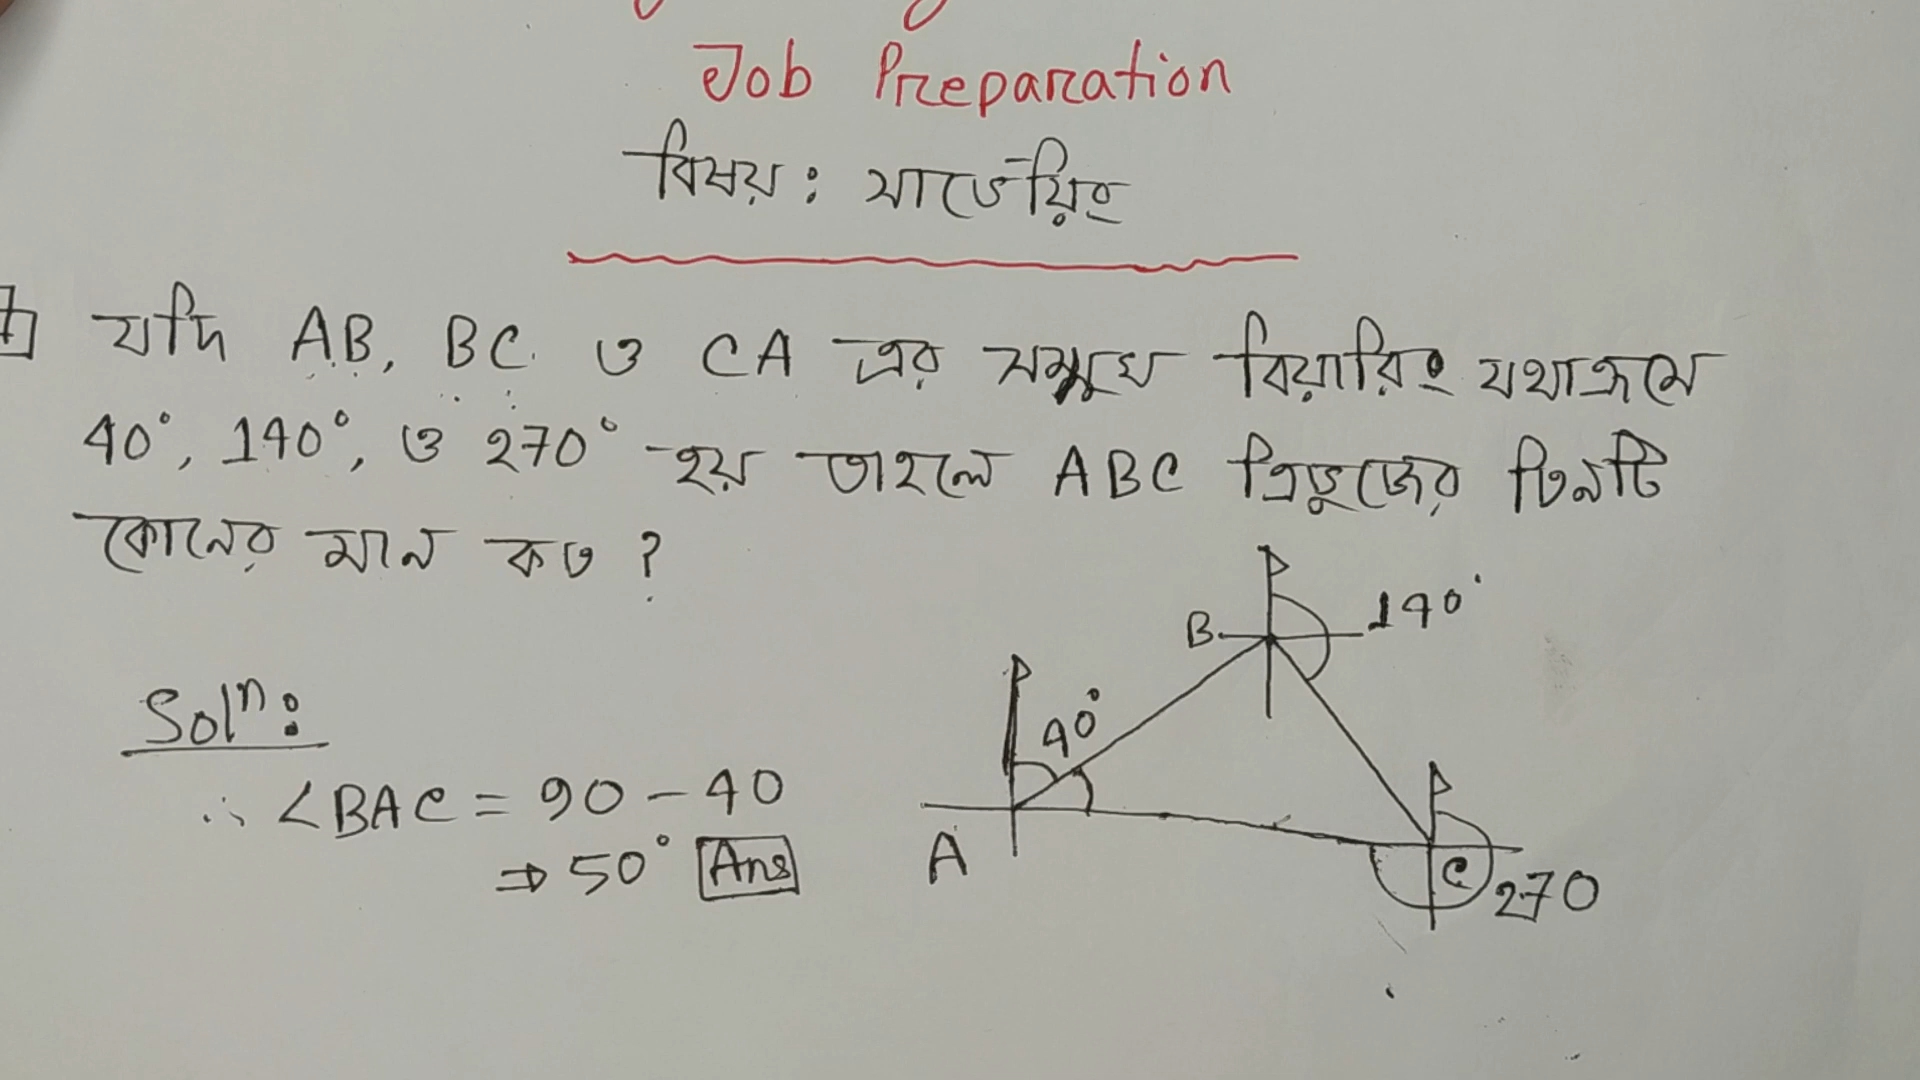 Job Preparation
বিষয় : সার্ভেয়িং
যদি AB, BC ও CA এর সম্মুখ বিয়ারিং যথাক্রমে
40°, 140°, ও 270° হয় তাহলে ABC ত্রিভুজের তিনটি
কোনের মান কত ?
B 140°
Solⁿ:
40°
∴ <BAC = 90 - 40
⇒ 50° Ans
A
C 270